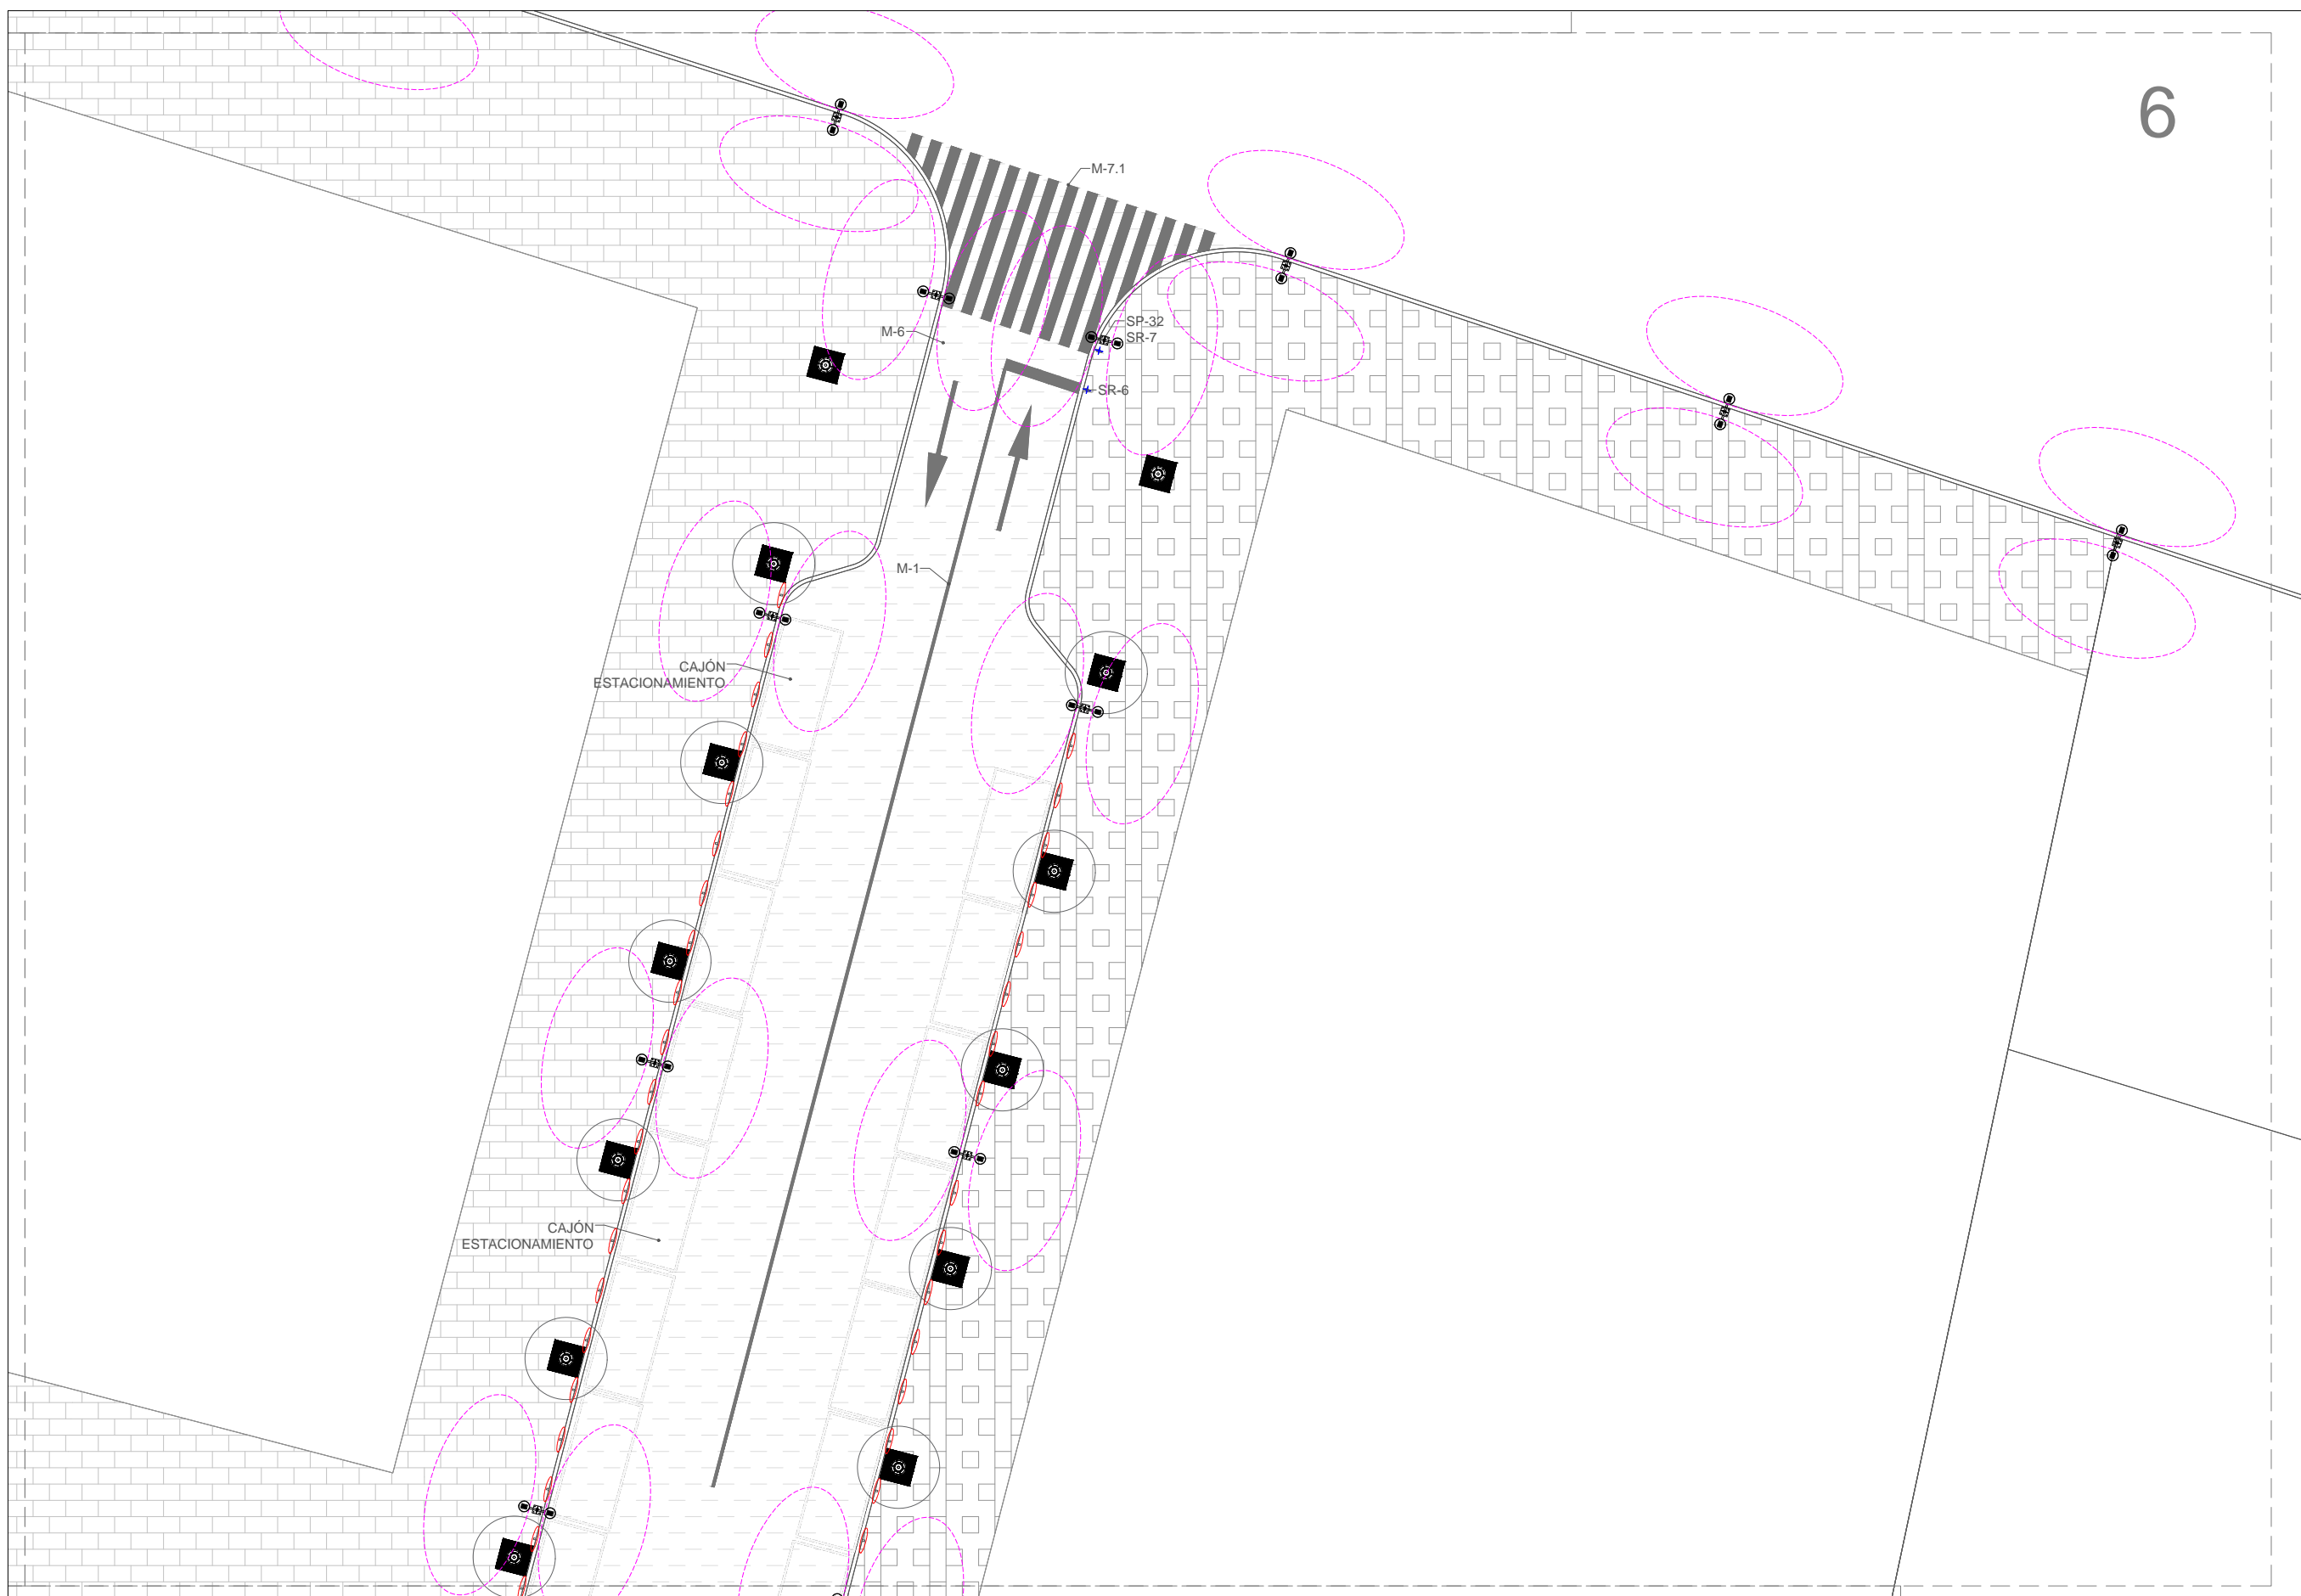 6
M-7.1
SP-32
SR-7
M-6
SR-6
M-1
CAJÓN
ESTACIONAMIENTO
CAJÓN
ESTACIONAMIENTO